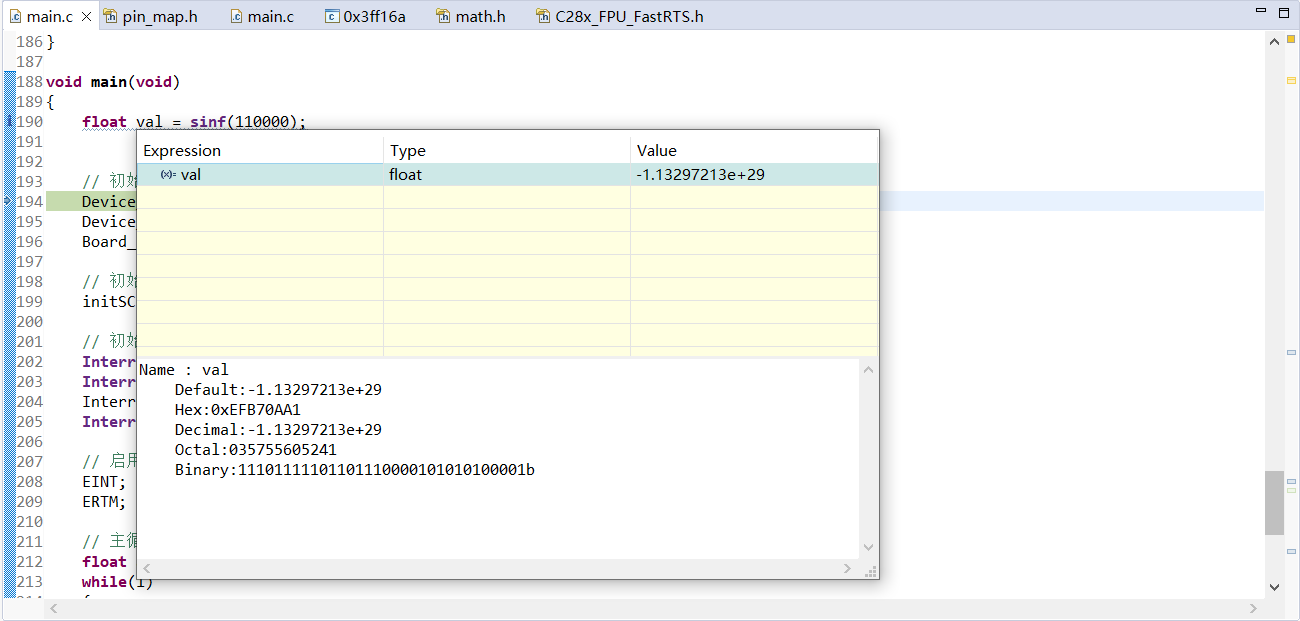 main.c pin_map.h main.c 0x3ff16a math.h C28x_FPU_FastRTS.h
186 }
187
188 void main(void)
189 {
190 float val = sinf(110000);
191
192
193 // 初始
194 Device
195 Device
196 Board_
197
198 // 初始
199 initSC
200
201 // 初始
202 Interr
203 Interr
204 Interr
205 Interr
206
207 // 启用
208 EINT;
209 ERTM;
210
211 // 主循
212 float
213 while(1)
Expression Type Value
(x)= val float -1.13297213e+29
Name : val
Default:-1.13297213e+29
Hex:0xEFB70AA1
Decimal:-1.13297213e+29
Octal:035755605241
Binary:11101111101101110000101010100001b